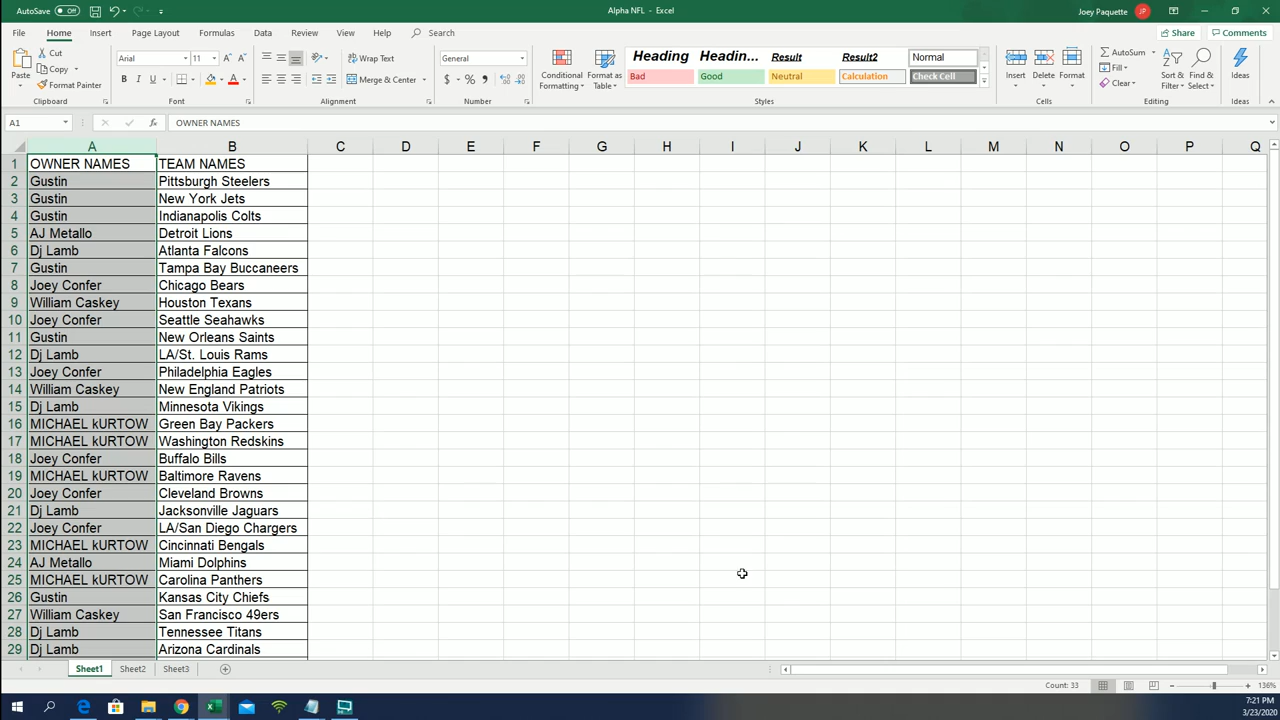 AutoSave Off
Alpha NFL - Excel
Joey Paquette JP
File Home Insert Page Layout Formulas Data Review View Help Search
Share Comments
Paste
Cut
Copy
Format Painter
Clipboard
Arial 11
B I U
Font
Wrap Text
Merge & Center
Alignment
General
$ % ,
Number
Conditional Formatting
Format as Table
Heading Headin... Result Result2 Normal
Bad Good Neutral Calculation Check Cell
Styles
Insert Delete Format
Cells
AutoSum
Fill
Clear
Sort & Filter
Find & Select
Editing
Ideas
Ideas
A1 fx OWNER NAMES
A B C D E F G H I J K L M N O P Q
1 OWNER NAMES TEAM NAMES
2 Gustin Pittsburgh Steelers
3 Gustin New York Jets
4 Gustin Indianapolis Colts
5 AJ Metallo Detroit Lions
6 Dj Lamb Atlanta Falcons
7 Gustin Tampa Bay Buccaneers
8 Joey Confer Chicago Bears
9 William Caskey Houston Texans
10 Joey Confer Seattle Seahawks
11 Gustin New Orleans Saints
12 Dj Lamb LA/St. Louis Rams
13 Joey Confer Philadelphia Eagles
14 William Caskey New England Patriots
15 Dj Lamb Minnesota Vikings
16 MICHAEL kURTOW Green Bay Packers
17 MICHAEL kURTOW Washington Redskins
18 Joey Confer Buffalo Bills
19 MICHAEL kURTOW Baltimore Ravens
20 Joey Confer Cleveland Browns
21 Dj Lamb Jacksonville Jaguars
22 Joey Confer LA/San Diego Chargers
23 MICHAEL kURTOW Cincinnati Bengals
24 AJ Metallo Miami Dolphins
25 MICHAEL kURTOW Carolina Panthers
26 Gustin Kansas City Chiefs
27 William Caskey San Francisco 49ers
28 Dj Lamb Tennessee Titans
29 Dj Lamb Arizona Cardinals
Sheet1 Sheet2 Sheet3
Count: 33 136%
7:21 PM
3/23/2020